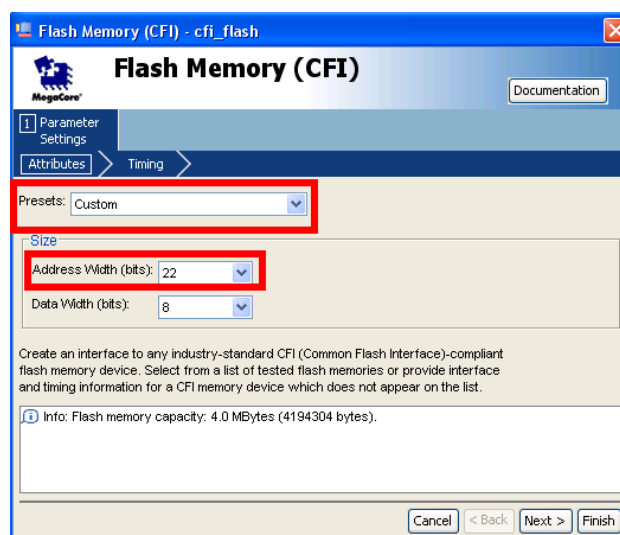 Flash Memory (CFI) - cfi_flash
MegaCore'
Flash Memory (CFI)
Documentation
1 Parameter
Settings
Attributes
Timing
Presets: Custom
Size
Address Width (bits): 22
Data Width (bits): 8
Create an interface to any industry-standard CFI (Common Flash Interface)-compliant
flash memory device. Select from a list of tested flash memories or provide interface
and timing information for a CFI memory device which does not appear on the list.
Info: Flash memory capacity: 4.0 MBytes (4194304 bytes).
Cancel
< Back
Next >
Finish